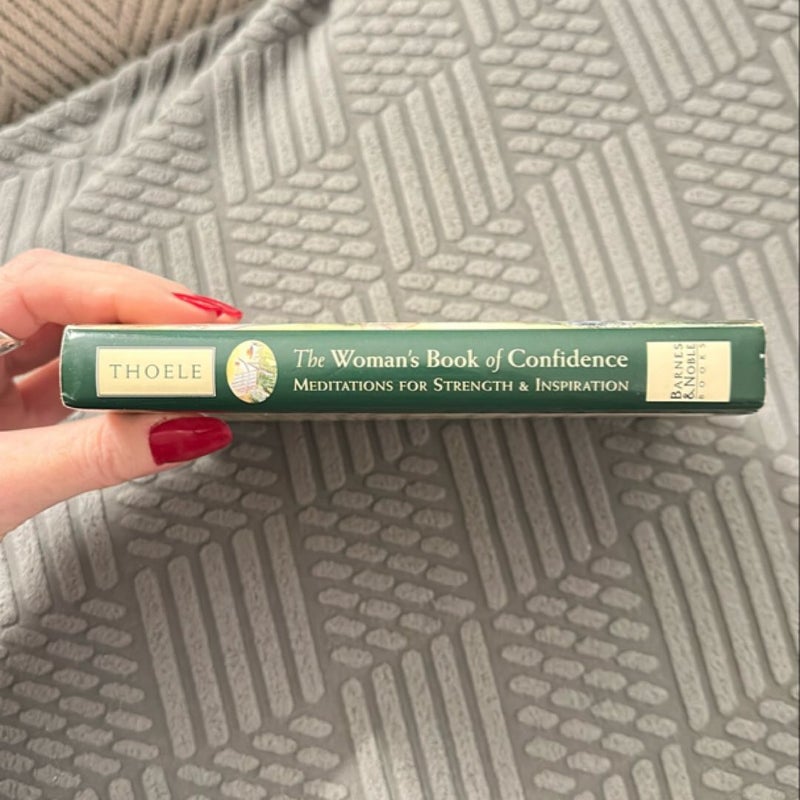 THOELE
The Woman's Book of Confidence
MEDITATIONS FOR STRENGTH & INSPIRATION
BARNES
& NOBLE
BOOKS